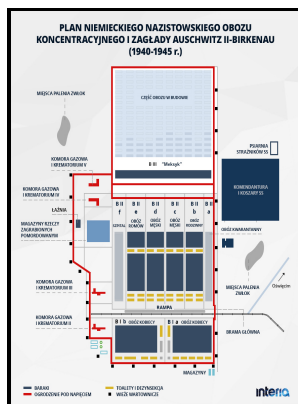 PLAN NIEMIECKIEGO NAZISTOWSKIEGO OBOZU
KONCENTRACYJNEGO I ZAGŁADY AUSCHWITZ II-BIRKENAU
(1940-1945 r.)
MIEJSCA PALENIA ZWŁOK
CZĘŚĆ OBOZU W BUDOWIE
B III "Meksyk"
PSIARNIA
STRAŻNIKÓW SS
KOMENDANTURA
I KOSZARY SS
KOMORA GAZOWA
I KREMATORIUM V
KOMORA GAZOWA
I KREMATORIUM IV
ŁAŹNIA
MAGAZYNY RZECZY
ZAGRABIONYCH
POMORDOWANYM
B II
f
SZPITAL
B II
e
OBÓZ
ROMÓW
B II
d
OBÓZ
MĘSKI
B II
c
OBÓZ
MĘSKI
B II
b
OBÓZ
RODZINNY
B II
a
OBÓZ KWARANTANNY
KOMORA GAZOWA
I KREMATORIUM III
KOMORA GAZOWA
I KREMATORIUM II
RAMPA
B I b OBÓZ KOBIECY
B I a OBÓZ KOBIECY
MIEJSCA PALENIA
ZWŁOK
Oświęcim
BRAMA GŁÓWNA
MAGAZYNY
BARAKI
OGRODZENIE POD NAPIĘCIEM
TOALETY I DEZYNSEKCJA
WIEŻE WARTOWNICZE
interia